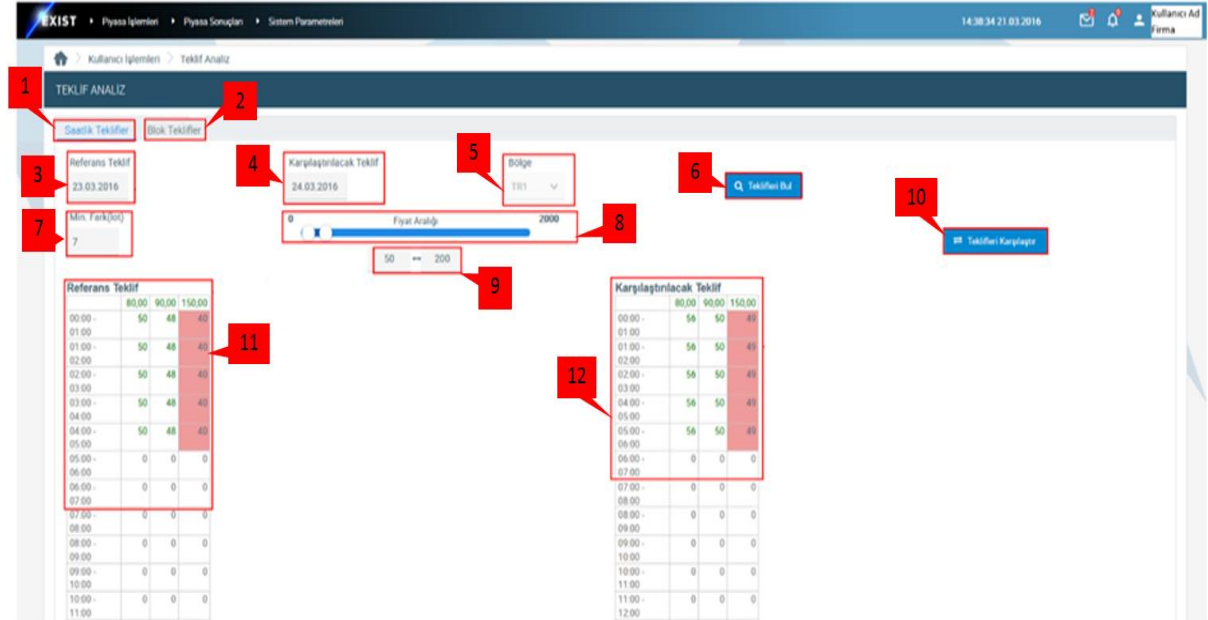 EXIST Piyasa İşlemleri Piyasa Sonuçları Sistem Parametreleri 14:38:34 21.03.2016 Kullanıcı Ad
Firma
Kullanıcı İşlemleri > Teklif Analiz
1
TEKLİF ANALİZ
2
Saatlik Teklifler Blok Teklifler
3
Referans Teklif
23.03.2016
4
Karşılaştırılacak Teklif
24.03.2016
5
Bölge
TR1
6
Teklifleri Bul
7
Min. Fark(lot)
7
0 Fiyat Aralığı 2000
8
10
Teklifleri Karşılaştır
50 ↔ 200
9
Referans Teklif
80,00 90,00 150,00
00:00 - 50 48 40
01:00
01:00 - 50 48 40
02:00
02:00 - 50 48 40
03:00
03:00 - 50 48 40
04:00
04:00 - 50 48 40
05:00
05:00 - 0 0 0
06:00
06:00 - 0 0 0
07:00
07:00 - 0 0 0
08:00
08:00 - 0 0 0
09:00
09:00 - 0 0 0
10:00
10:00 - 0 0 0
11:00
11
12
Karşılaştırılacak Teklif
80,00 90,00 150,00
00:00 - 56 50 49
01:00
01:00 - 56 50 49
02:00
02:00 - 56 50 49
03:00
04:00 - 56 50 49
05:00
05:00 - 56 50 49
06:00
06:00 - 0 0 0
07:00
07:00 - 0 0 0
08:00
08:00 - 0 0 0
09:00
09:00 - 0 0 0
10:00
10:00 - 0 0 0
11:00
11:00 - 0 0 0
12:00